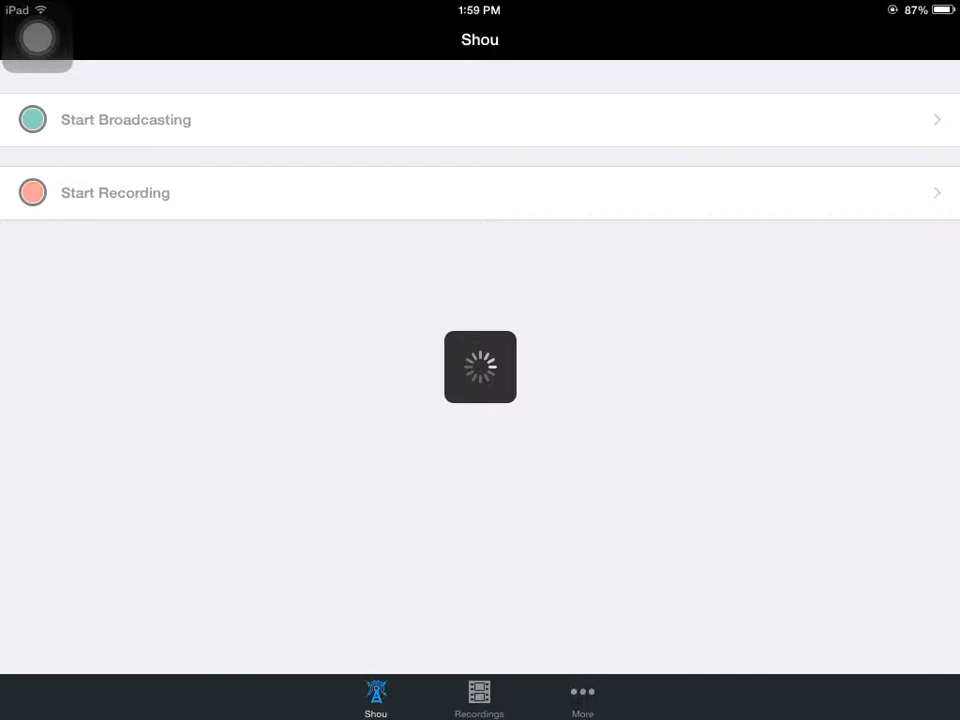 iPad 1:59 PM 87%
Shou
Start Broadcasting
Start Recording
Shou Recordings More